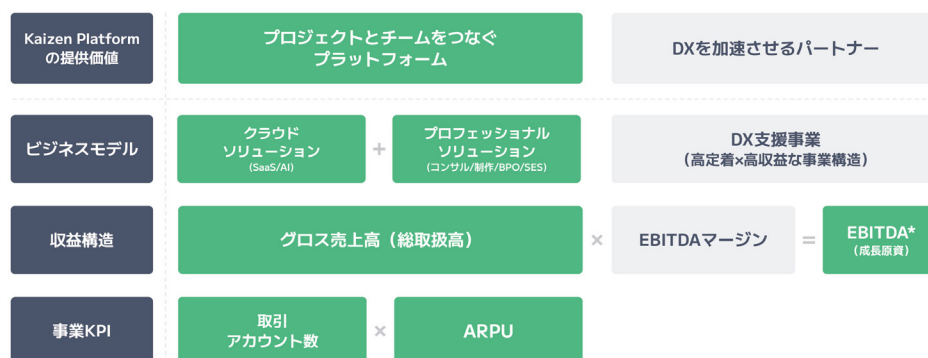 Kaizen Platform
の提供価値
プロジェクトとチームをつなぐ
プラットフォーム
DXを加速させるパートナー
ビジネスモデル
クラウド
ソリューション
(SaaS/AI)
+
プロフェッショナル
ソリューション
(コンサル/制作/BPO/SES)
DX支援事業
(高定着×高収益な事業構造)
収益構造
グロス売上高（総取扱高）
×
EBITDAマージン
=
EBITDA*
(成長原資)
事業KPI
取引
アカウント数
×
ARPU